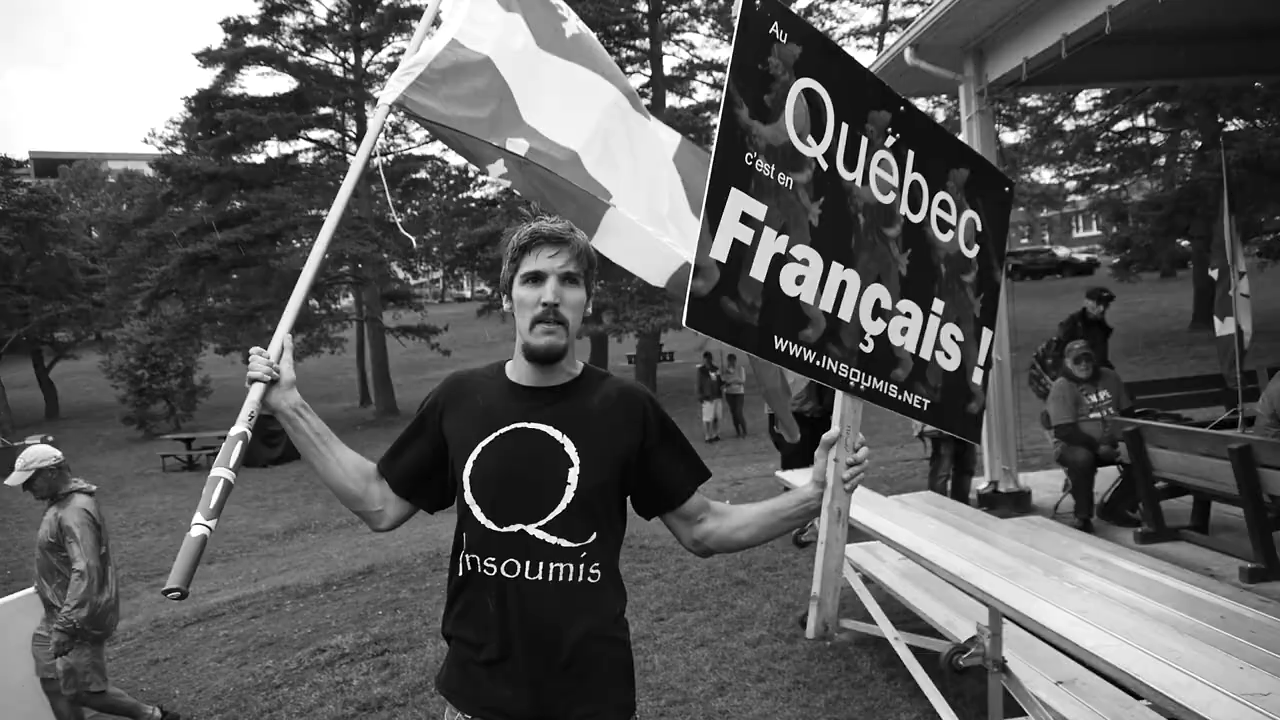 Au
Québec
c'est en
Français !
WWW.INSOUMIS.NET
Q
Insoumis